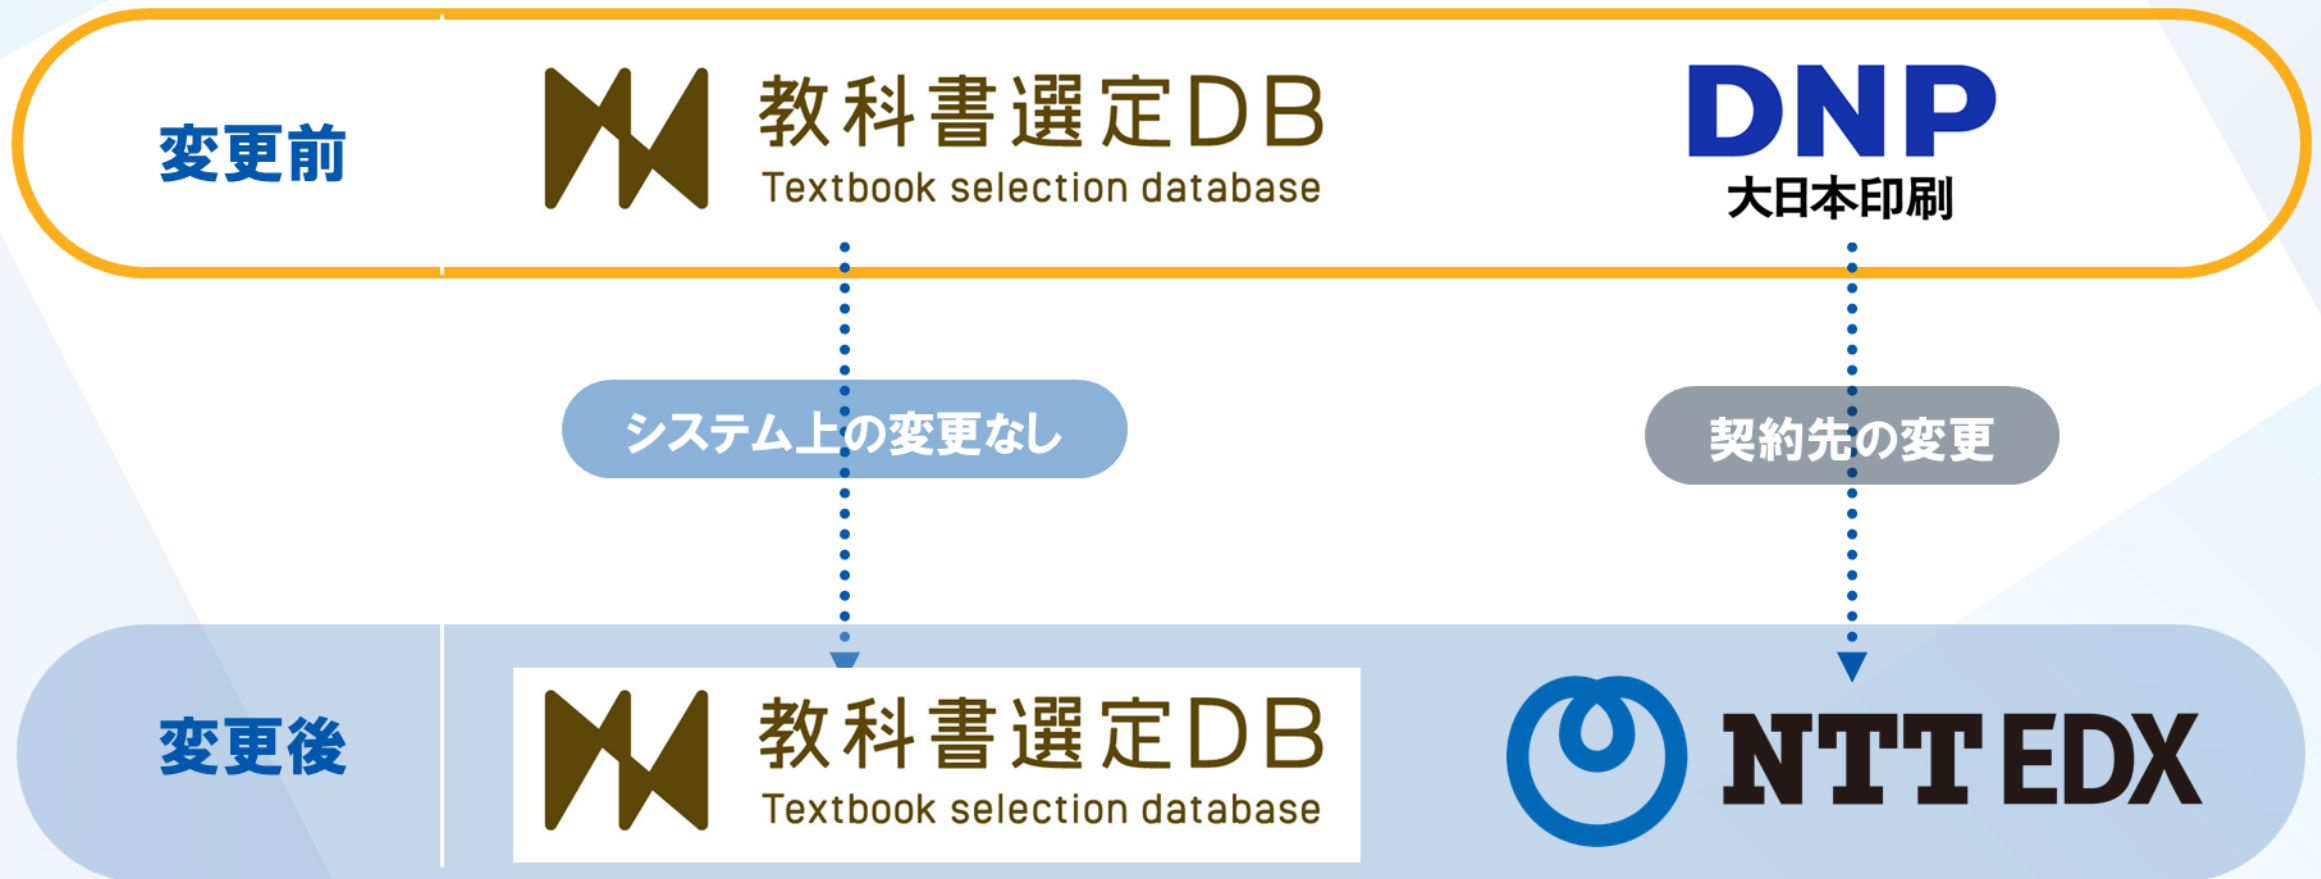 変更前
教科書選定DB
Textbook selection database
DNP
大日本印刷
システム上の変更なし
契約先の変更
変更後
教科書選定DB
Textbook selection database
NTT EDX